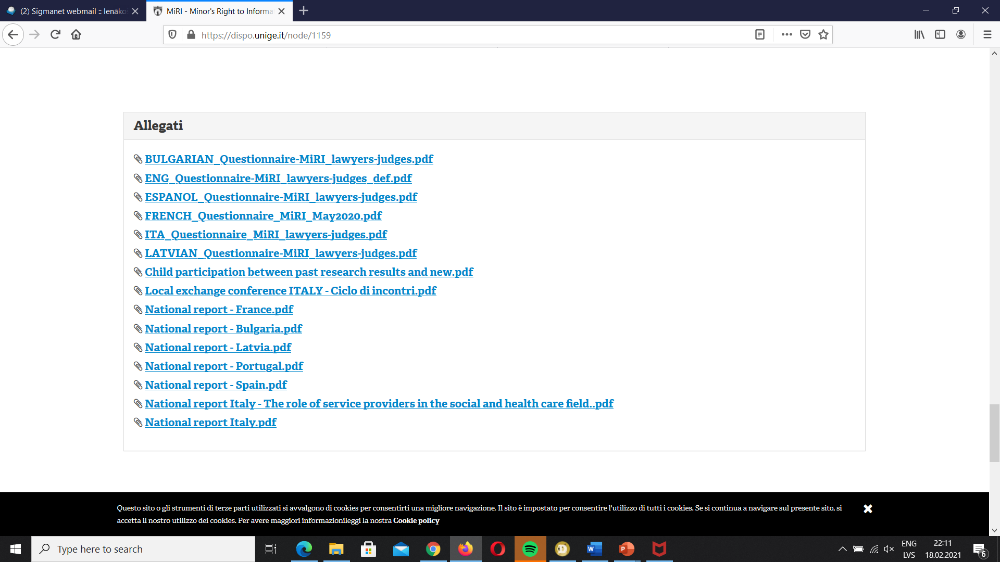 (2) Sigmanet webmail :: Ienāko
MiRI - Minor's Right to Informa
https://dispo.unige.it/node/1159
Allegati
BULGARIAN_Questionnaire-MiRI_lawyers-judges.pdf
ENG_Questionnaire-MiRI_lawyers-judges_def.pdf
ESPANOL_Questionnaire-MiRI_lawyers-judges.pdf
FRENCH_Questionnaire_MiRI_May2020.pdf
ITA_Questionnaire_MiRI_lawyers-judges.pdf
LATVIAN_Questionnaire-MiRI_lawyers-judges.pdf
Child participation between past research results and new.pdf
Local exchange conference ITALY - Ciclo di incontri.pdf
National report - France.pdf
National report - Bulgaria.pdf
National report - Latvia.pdf
National report - Portugal.pdf
National report - Spain.pdf
National report Italy - The role of service providers in the social and health care field..pdf
National report Italy.pdf
Questo sito o gli strumenti di terze parti utilizzati si avvalgono di cookies per consentirti una migliore navigazione. Il sito è impostato per consentire l'utilizzo di tutti i cookies. Se si continua a navigare sul presente sito, si
accetta il nostro utilizzo dei cookies. Per avere maggiori informazionileggi la nostra Cookie policy
Type here to search
ENG
LVS
22:11
18.02.2021
6